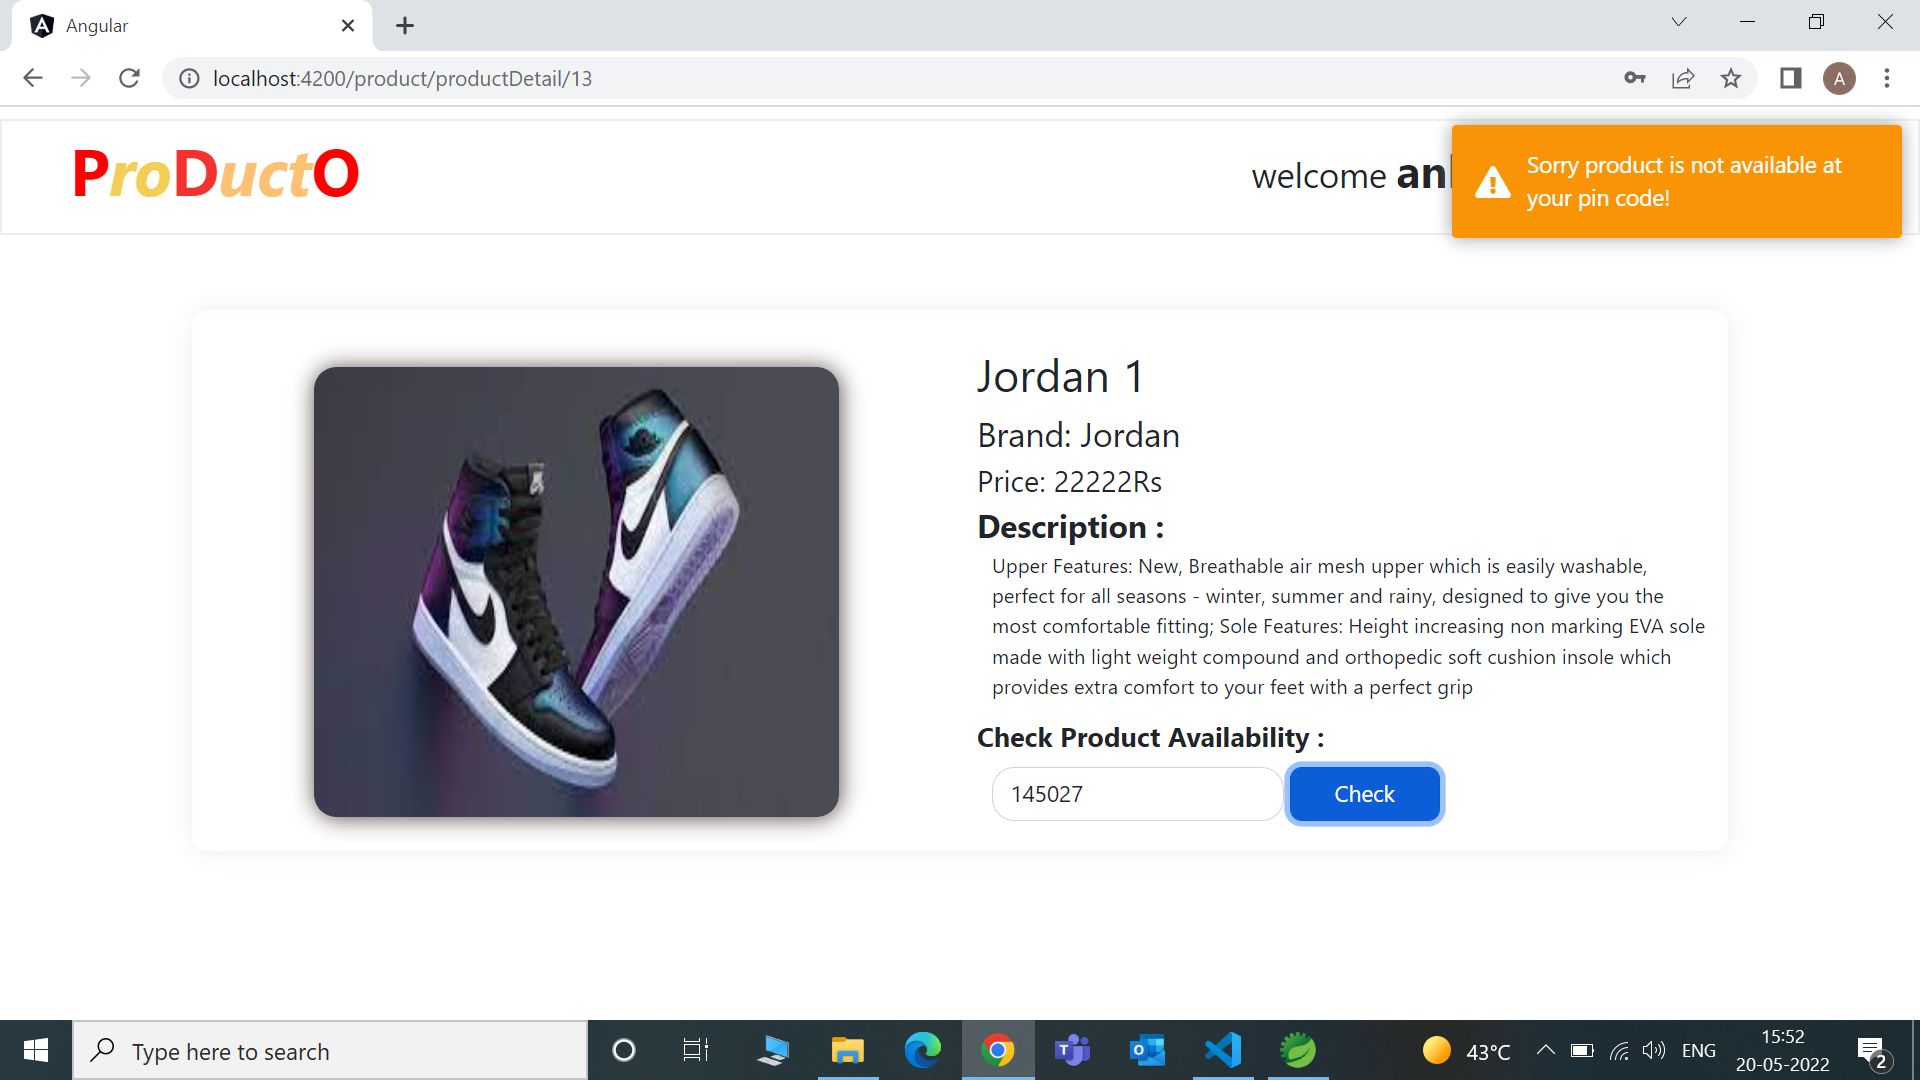 Angular
localhost:4200/product/productDetail/13
A
ProDuctO
welcome
Sorry product is not available at
your pin code!
Jordan 1
Brand: Jordan
Price: 22222Rs
Description :
Upper Features: New, Breathable air mesh upper which is easily washable,
perfect for all seasons - winter, summer and rainy, designed to give you the
most comfortable fitting; Sole Features: Height increasing non marking EVA sole
made with light weight compound and orthopedic soft cushion insole which
provides extra comfort to your feet with a perfect grip
Check Product Availability :
145027 Check
Type here to search
43°C
ENG
15:52
20-05-2022
2